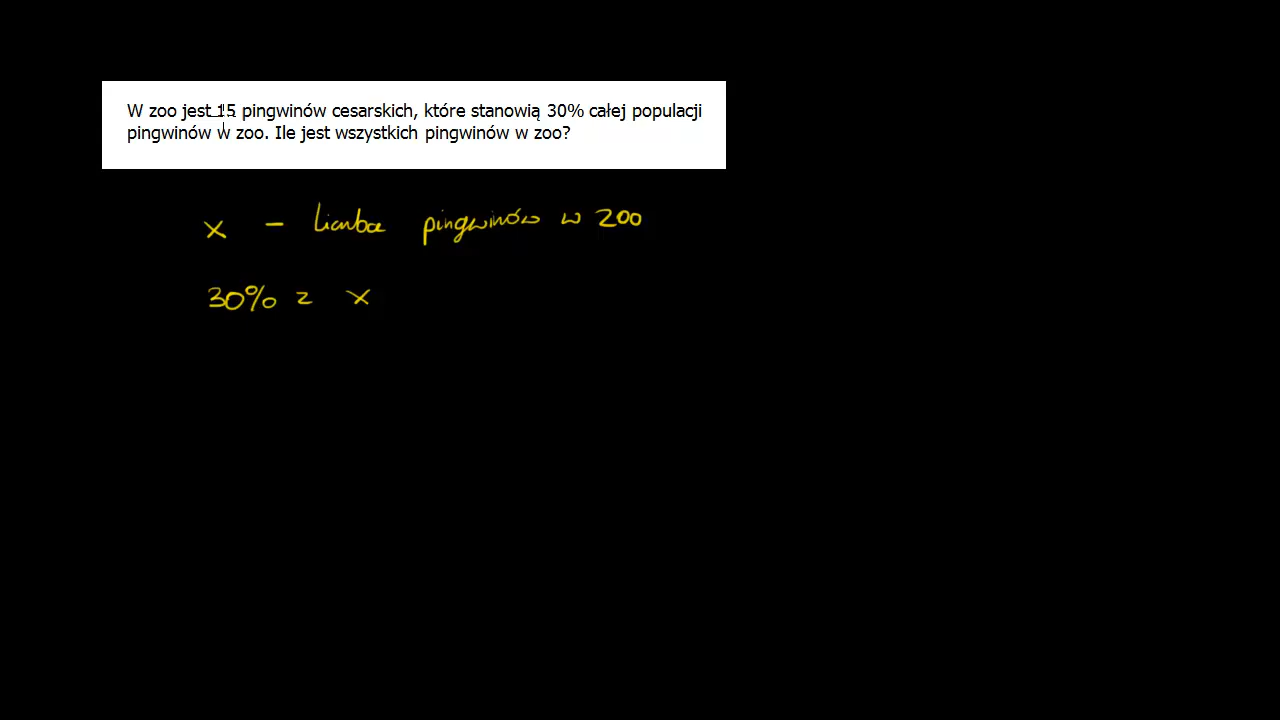 W zoo jest 15 pingwinów cesarskich, które stanowią 30% całej populacji
pingwinów w zoo. Ile jest wszystkich pingwinów w zoo?
x - liczba pingwinów w zoo
30% z x